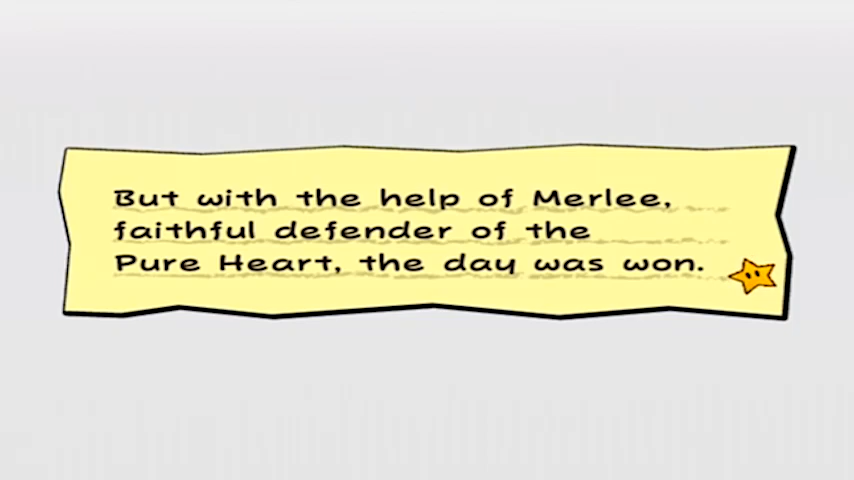 But with the help of Merlee,
faithful defender of the
Pure Heart, the day was won.